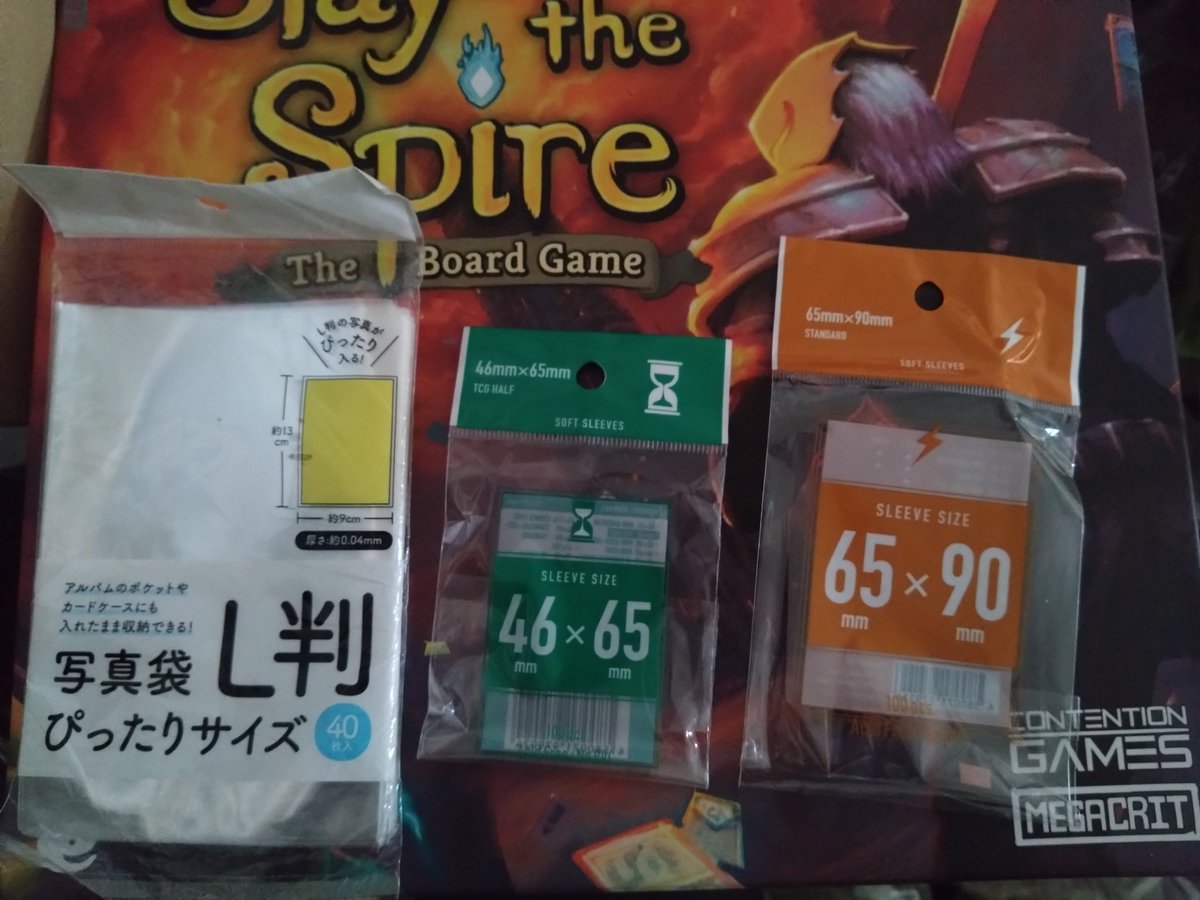 Slay
the
Spire
The Board Game
L判の写真が
ぴったり
入る!
約13
cm
約9cm
厚さ:約0.04mm
アルバムのポケットや
カードケースにも
入れたまま収納できる!
写真袋 L判
ぴったりサイズ
40
枚入
46mm×65mm
TCG HALF
SOFT SLEEVES
SLEEVE SIZE
46 × 65
mm mm
65mm×90mm
STANDARD
SOFT SLEEVES
SLEEVE SIZE
65 × 90
mm mm
100 pcs
CONTENTION
GAMES
MEGACRIT